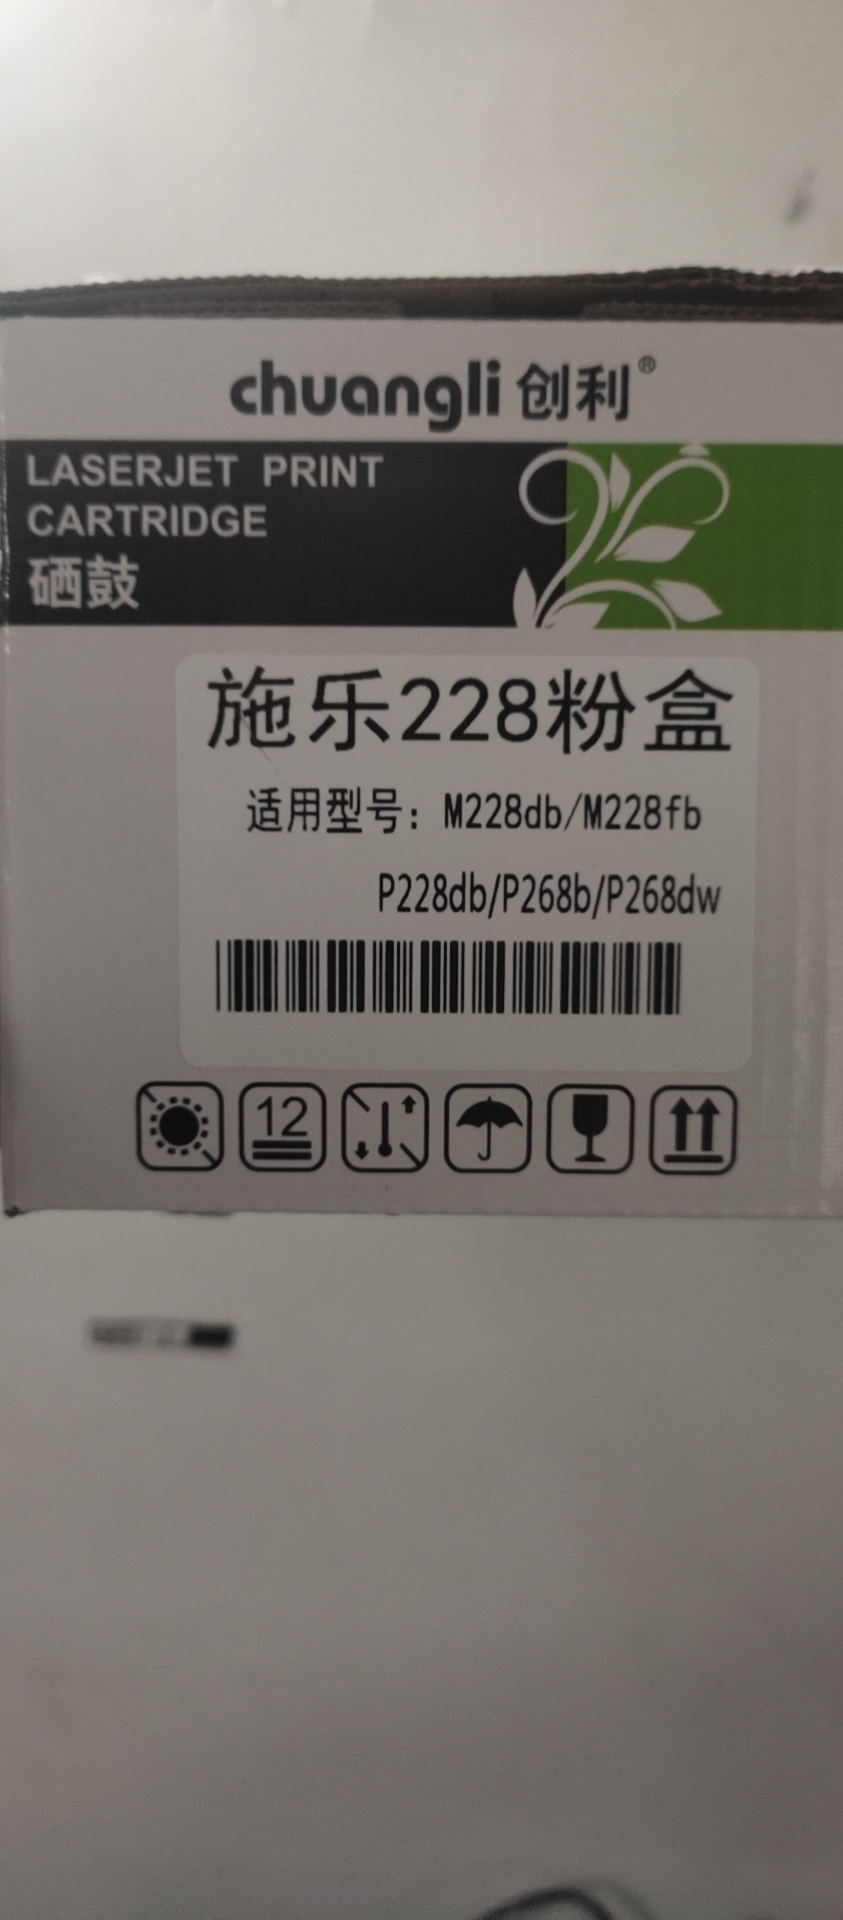 chuangli 创利®
LASERJET PRINT
CARTRIDGE
硒鼓
施乐228粉盒
适用型号：M228db/M228fb
P228db/P268b/P268dw
12